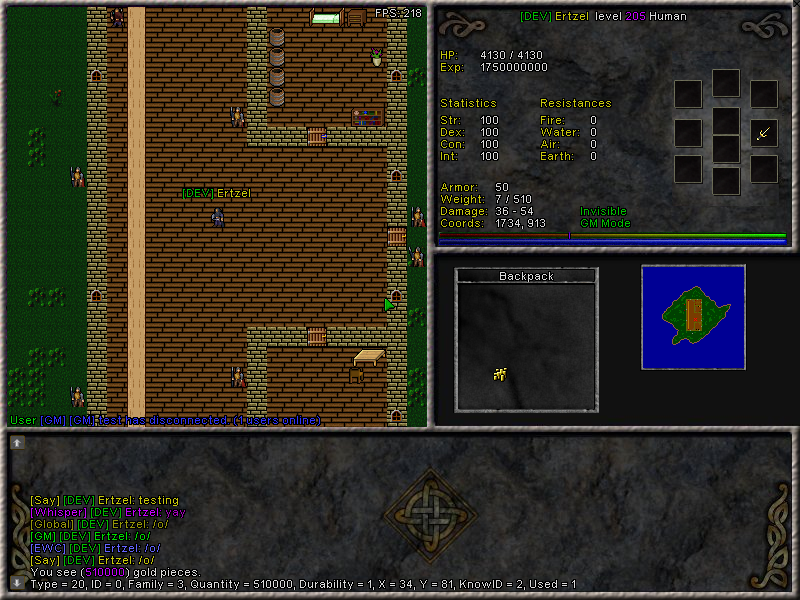 FPS: 218
[DEV] Ertzel
User [GM] [GM] test has disconnected. (1 users online)
[DEV] Ertzel level 205 Human
HP: 4130 / 4130
Exp: 1750000000
Statistics Resistances
Str: 100 Fire: 0
Dex: 100 Water: 0
Con: 100 Air: 0
Int: 100 Earth: 0
Armor: 50
Weight: 7 / 510
Damage: 36 - 54 Invisible
Coords: 1734, 913 GM Mode
Backpack
[Say] [DEV] Ertzel: testing
[Whisper] [DEV] Ertzel: yay
[Global] [DEV] Ertzel: /o/
[GM] [DEV] Ertzel: /o/
[EWC] [DEV] Ertzel: /o/
[Say] [DEV] Ertzel: /o/
You see (510000) gold pieces.
Type = 20, ID = 0, Family = 3, Quantity = 510000, Durability = 1, X = 34, Y = 81, KnowID = 2, Used = 1